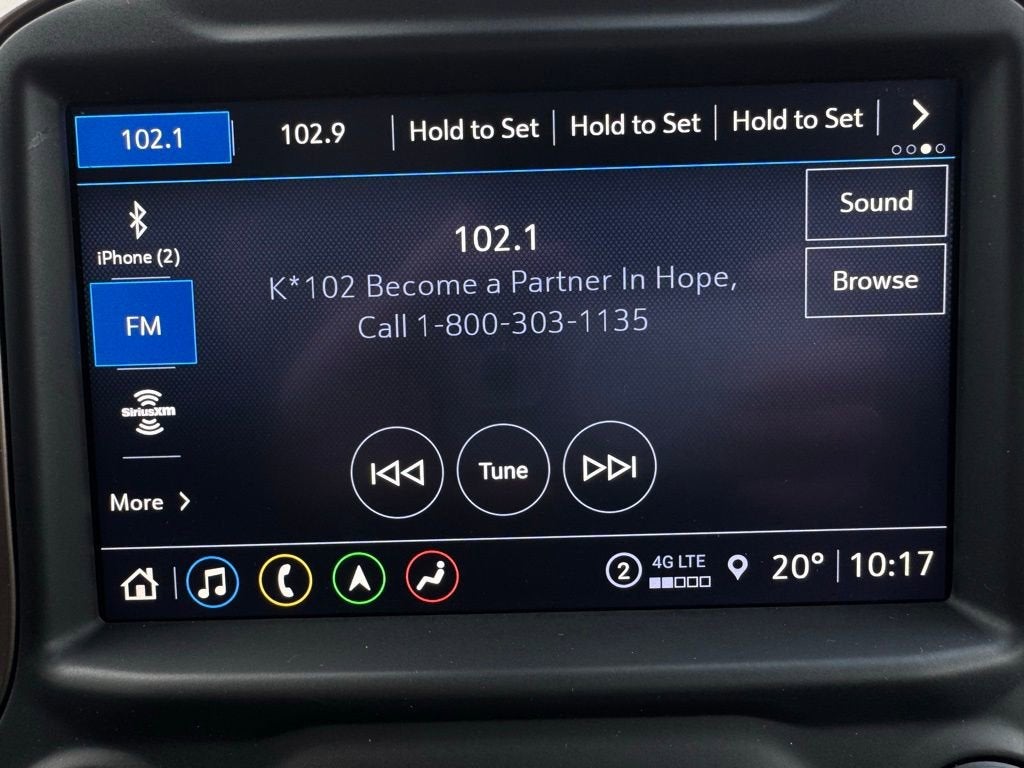 102.1 102.9 Hold to Set Hold to Set Hold to Set
iPhone (2)
FM
SiriusXM
More
102.1
K*102 Become a Partner In Hope,
Call 1-800-303-1135
Sound
Browse
Tune
2 4G LTE 20° 10:17